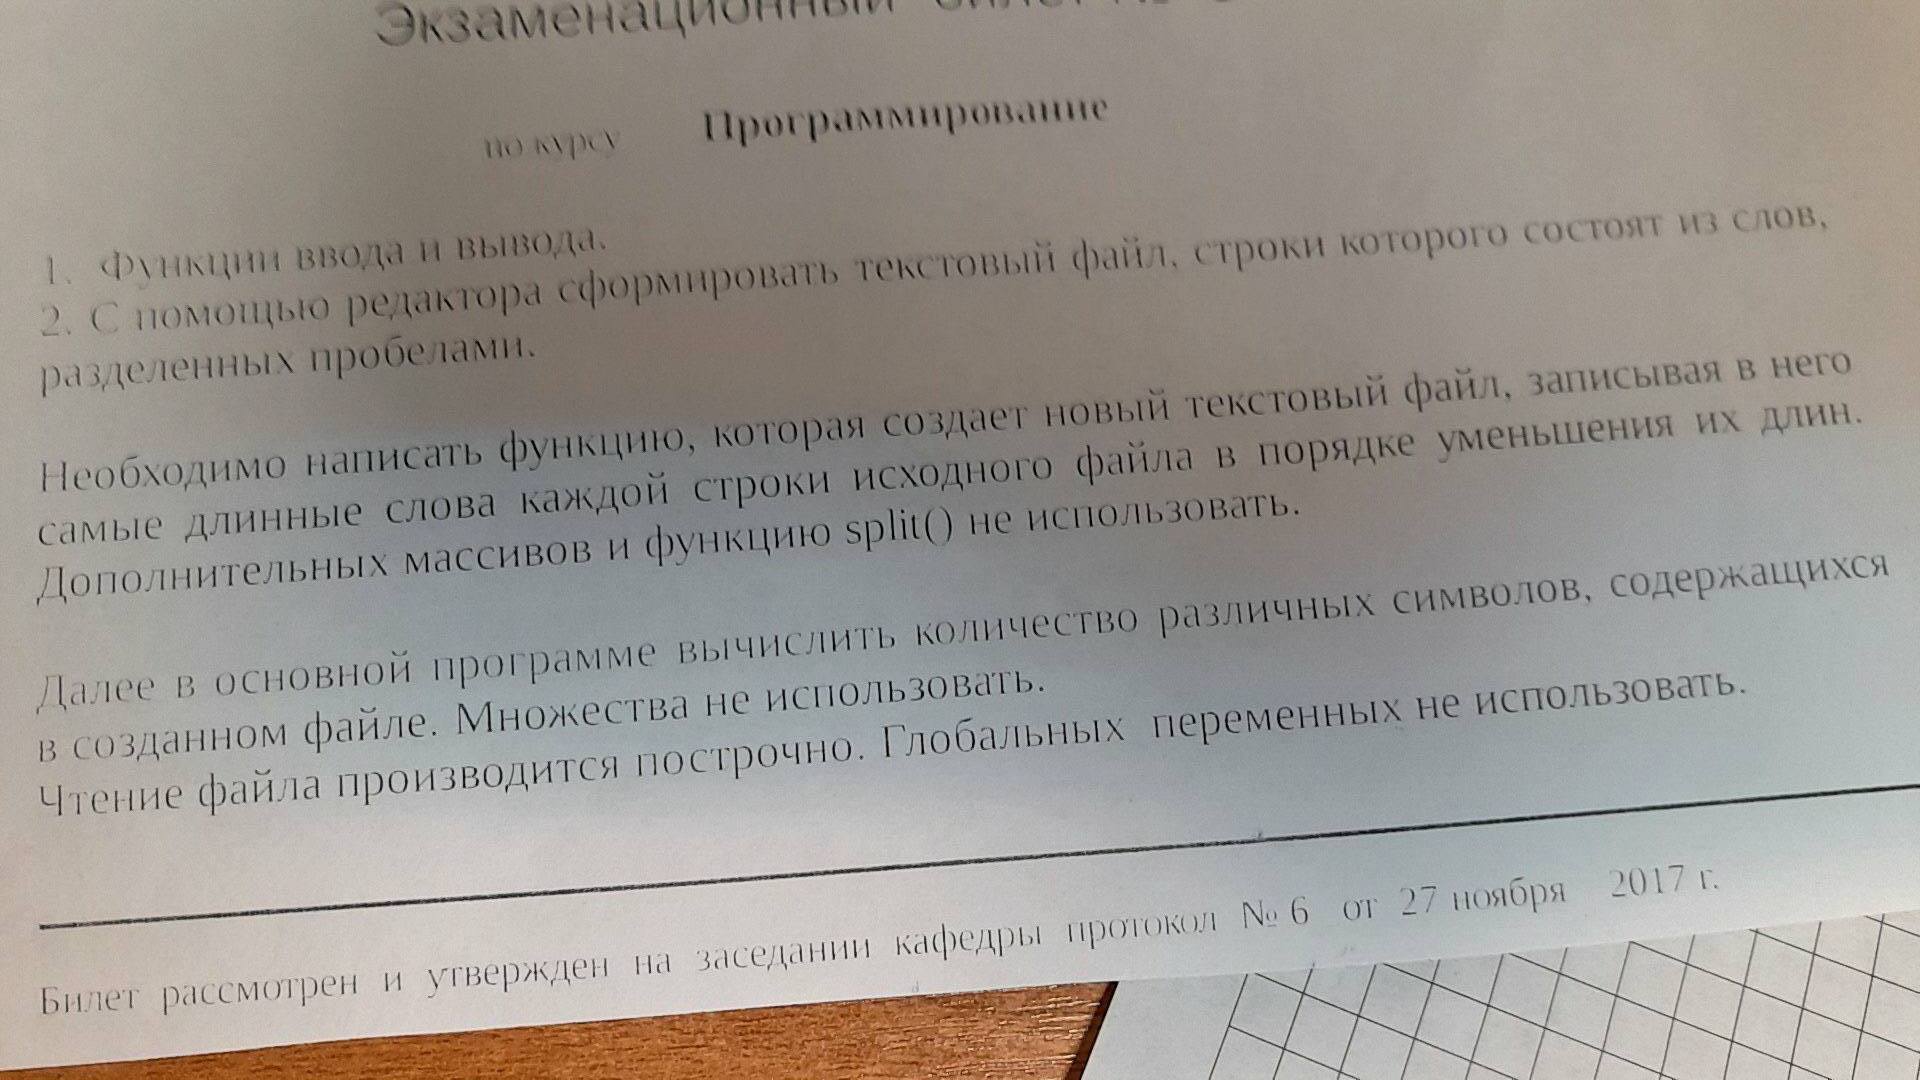 Экзаменационный билет
по курсу Программирование
1. Функции ввода и вывода.
2. С помощью редактора сформировать текстовый файл, строки которого состоят из слов,
разделенных пробелами.
Необходимо написать функцию, которая создает новый текстовый файл, записывая в него
самые длинные слова каждой строки исходного файла в порядке уменьшения их длин.
Дополнительных массивов и функцию split() не использовать.
Далее в основной программе вычислить количество различных символов, содержащихся
в созданном файле. Множества не использовать.
Чтение файла производится построчно. Глобальных переменных не использовать.
Билет рассмотрен и утвержден на заседании кафедры протокол № 6 от 27 ноября 2017 г.